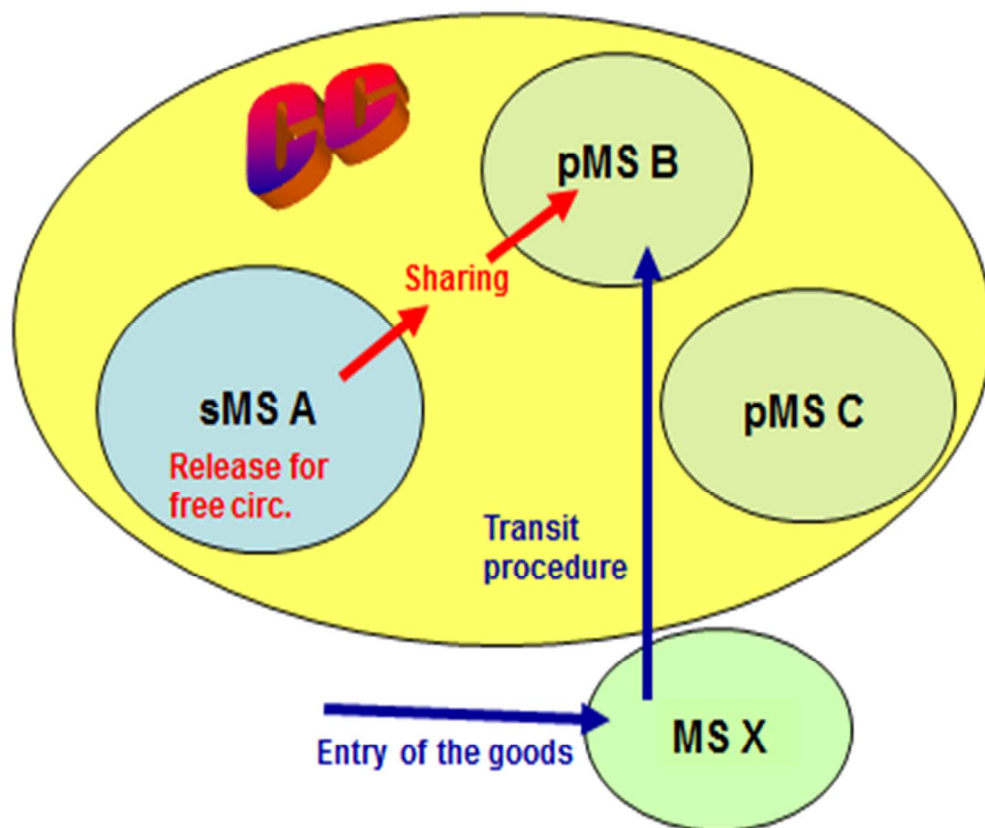 CC
pMS B
Sharing
sMS A
Release for
free circ.
pMS C
Transit
procedure
Entry of the goods
MS X